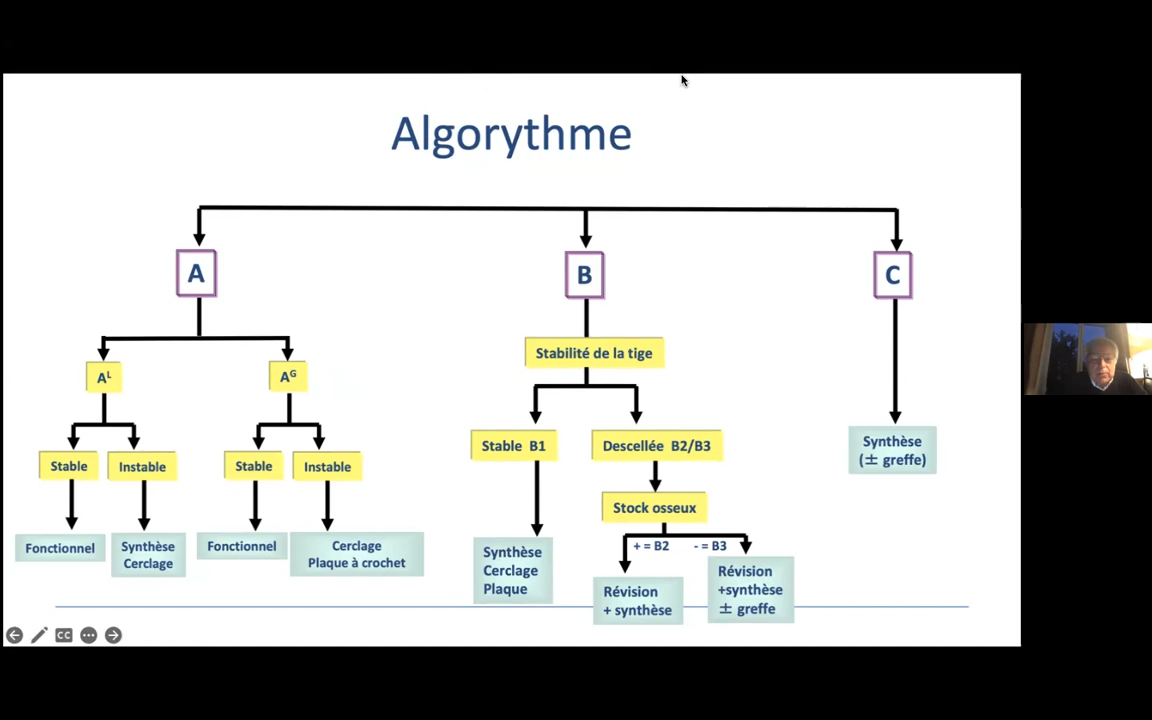 Algorythme
A
B
C
Stabilité de la tige
A^L
A^G
Stable B1
Descellée B2/B3
Synthèse
(± greffe)
Stable
Instable
Stable
Instable
Stock osseux
Fonctionnel
Synthèse
Cerclage
Fonctionnel
Cerclage
Plaque à crochet
+ = B2
- = B3
Synthèse
Cerclage
Plaque
Révision
+ synthèse
Révision
+synthèse
± greffe
CC